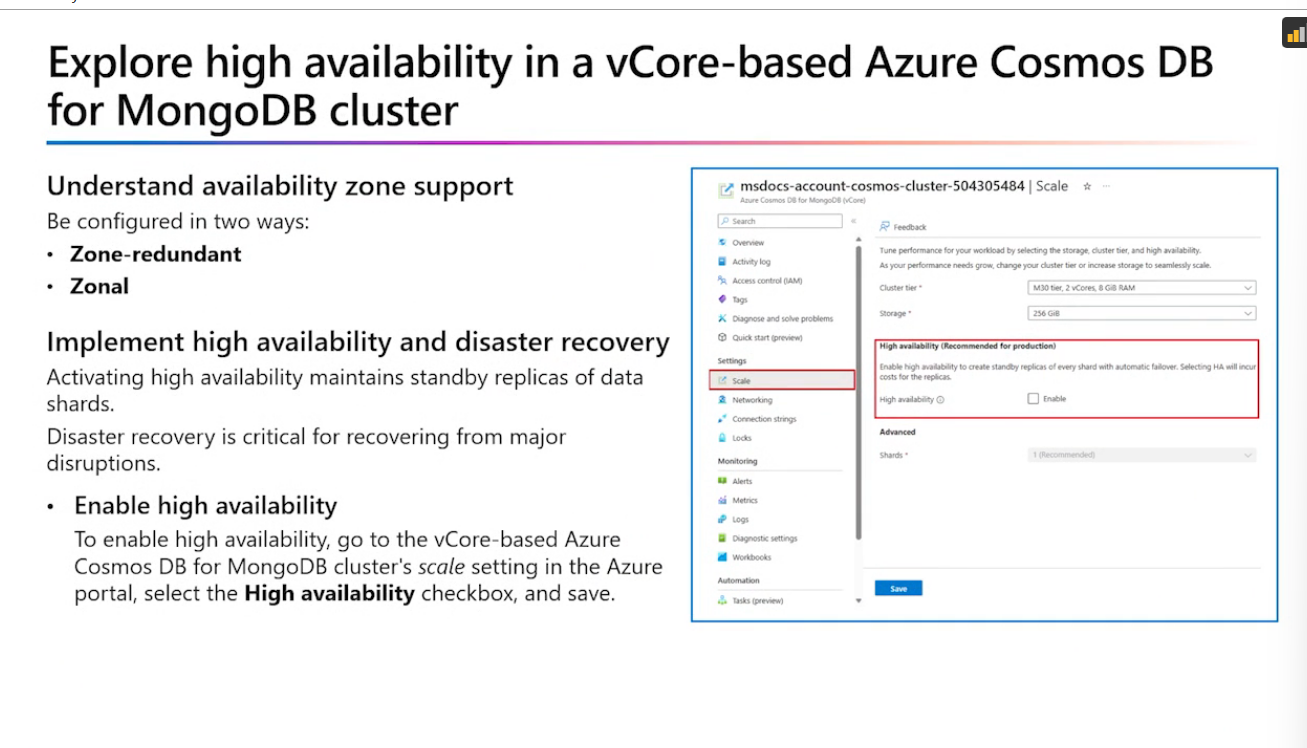 Explore high availability in a vCore-based Azure Cosmos DB
for MongoDB cluster
Understand availability zone support
Be configured in two ways:
• Zone-redundant
• Zonal
Implement high availability and disaster recovery
Activating high availability maintains standby replicas of data
shards.
Disaster recovery is critical for recovering from major
disruptions.
• Enable high availability
To enable high availability, go to the vCore-based Azure
Cosmos DB for MongoDB cluster's scale setting in the Azure
portal, select the High availability checkbox, and save.
msdocs-account-cosmos-cluster-504305484 | Scale
Azure Cosmos DB for MongoDB (vCore)
Search
Overview
Activity log
Access control (IAM)
Tags
Diagnose and solve problems
Quick start (preview)
Settings
Scale
Networking
Connection strings
Locks
Monitoring
Alerts
Metrics
Logs
Diagnostic settings
Workbooks
Automation
Tasks (preview)
Feedback
Tune performance for your workload by selecting the storage, cluster tier, and high availability.
As your performance needs grow, change your cluster tier or increase storage to seamlessly scale.
Cluster tier * M30 tier, 2 vCores, 8 GiB RAM
Storage * 256 GiB
High availability (Recommended for production)
Enable high availability to create standby replicas of every shard with automatic failover. Selecting HA will incur
costs for the replicas.
High availability Enable
Advanced
Shards * 1 (Recommended)
Save